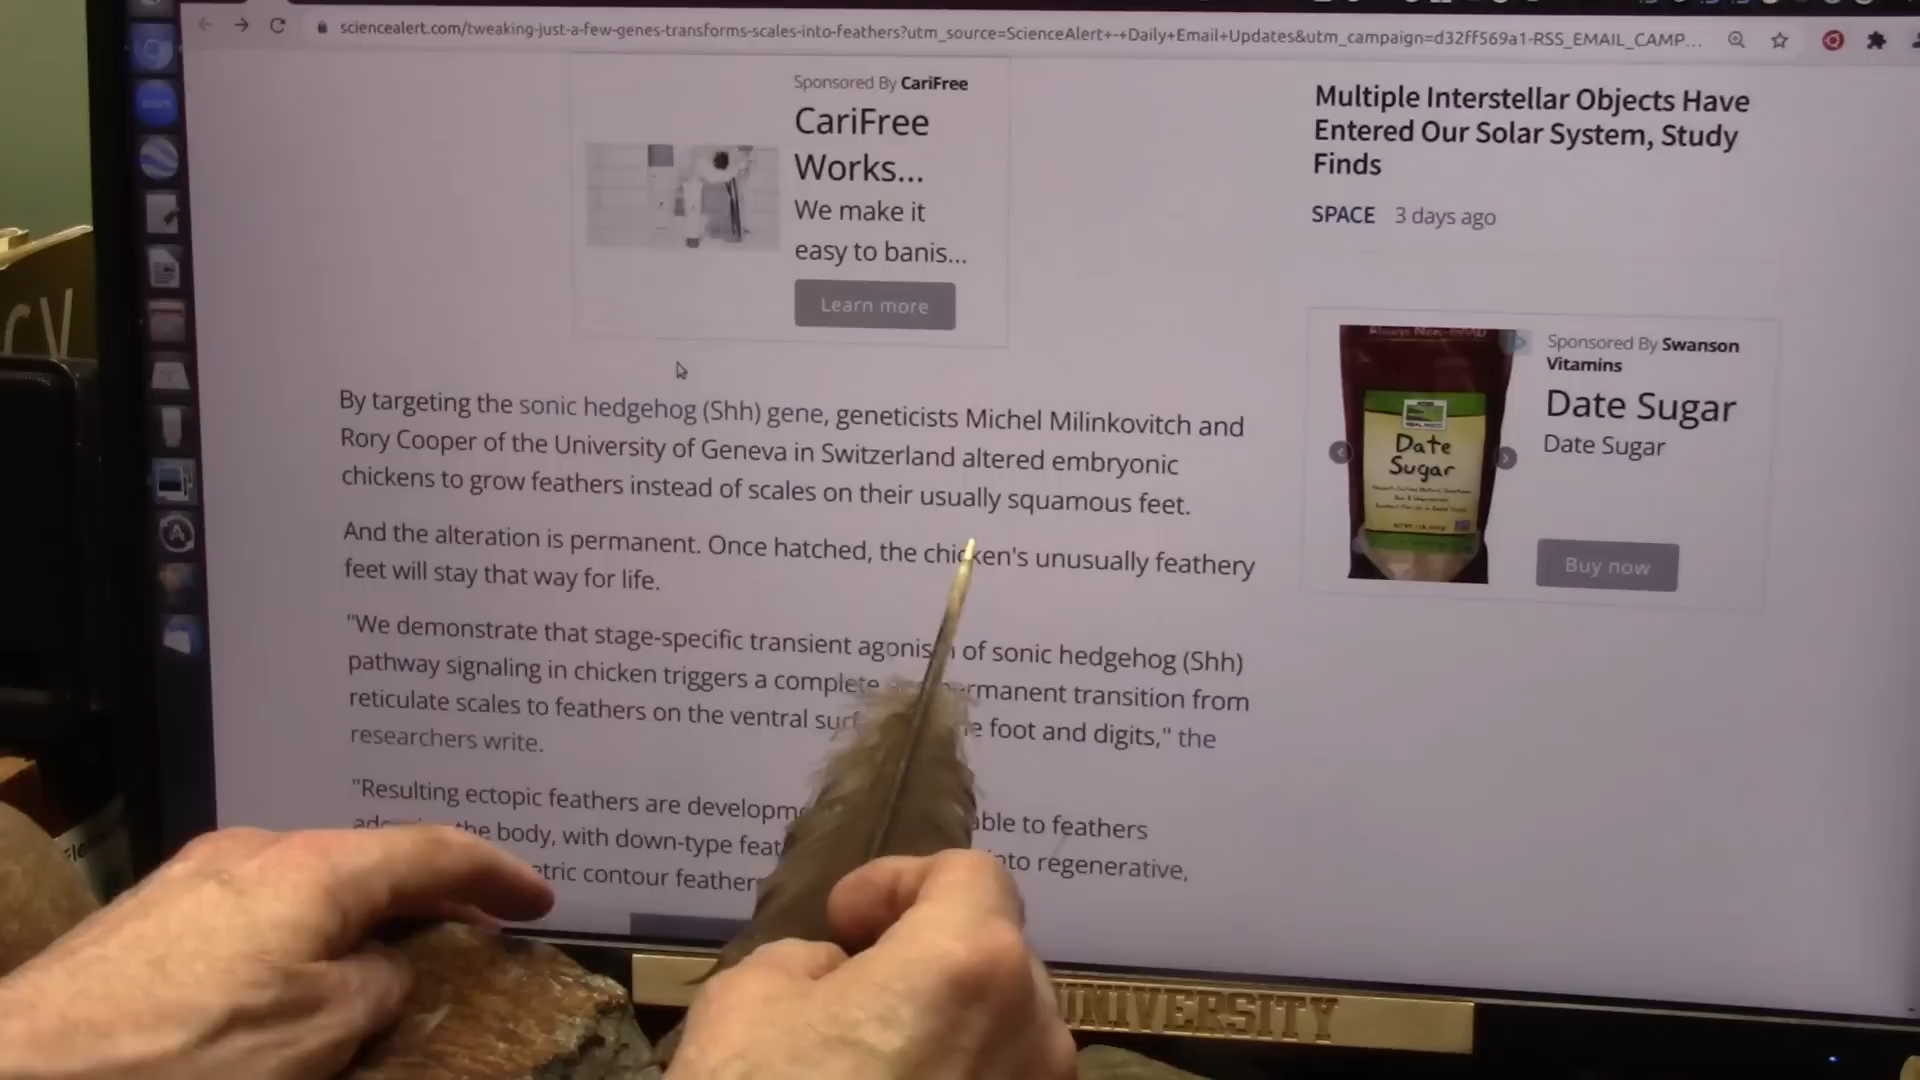 sciencealert.com/tweaking-just-a-few-genes-transforms-scales-into-feathers?utm_source=ScienceAlert+-+Daily+Email+Updates&utm_campaign=d32ff569a1-RSS_EMAIL_CAMP...
Sponsored By CariFree
CariFree
Works...
We make it
easy to banis...
Learn more
Multiple Interstellar Objects Have
Entered Our Solar System, Study
Finds
SPACE 3 days ago
Sponsored By Swanson
Vitamins
Date Sugar
Date Sugar
Buy now
Date
Sugar
By targeting the sonic hedgehog (Shh) gene, geneticists Michel Milinkovitch and
Rory Cooper of the University of Geneva in Switzerland altered embryonic
chickens to grow feathers instead of scales on their usually squamous feet.
And the alteration is permanent. Once hatched, the chicken's unusually feathery
feet will stay that way for life.
"We demonstrate that stage-specific transient agonis of sonic hedgehog (Shh)
pathway signaling in chicken triggers a complete rmanent transition from
reticulate scales to feathers on the ventral surf e foot and digits," the
researchers write.
"Resulting ectopic feathers are developme able to feathers
the body, with down-type feat into regenerative,
etric contour feathers
UNIVERSITY